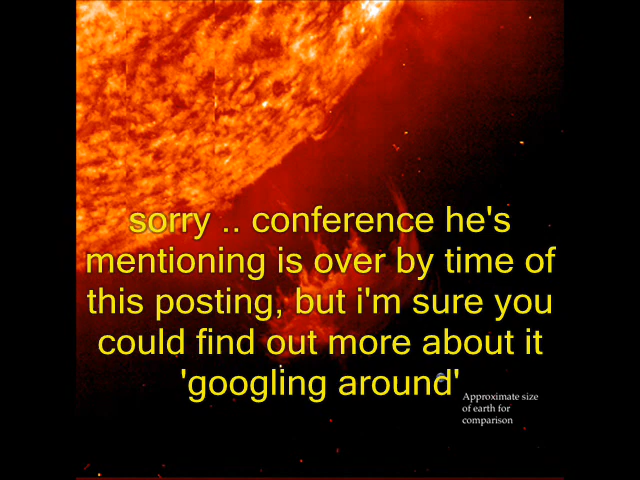 sorry .. conference he's
mentioning is over by time of
this posting, but i'm sure you
could find out more about it
'googling around'
Approximate size
of earth for
comparison